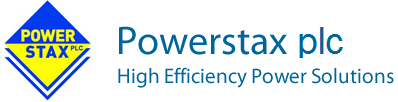 POWER
STAX PLC
Powerstax plc
High Efficiency Power Solutions